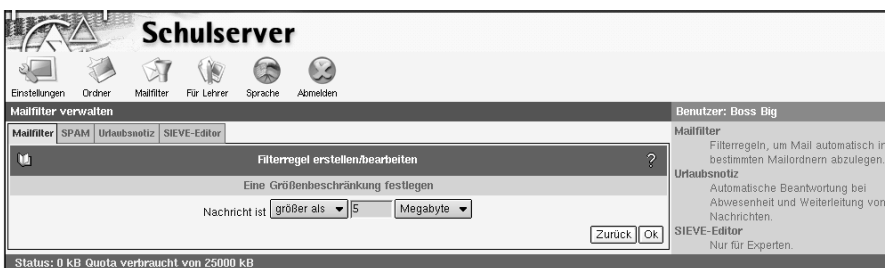 Schulserver
Einstellungen Ordner Mailfilter Für Lehrer Sprache Abmelden
Mailfilter verwalten
Mailfilter SPAM Urlaubsnotiz SIEVE-Editor
Filterregel erstellen/bearbeiten ?
Eine Größenbeschränkung festlegen
Nachricht ist größer als 5 Megabyte
Zurück Ok
Status: 0 kB Quota verbraucht von 25000 kB
Benutzer: Boss Big
Mailfilter
Filterregeln, um Mail automatisch in
bestimmten Mailordnern abzulegen.
Urlaubsnotiz
Automatische Beantwortung bei
Abwesenheit und Weiterleitung von
Nachrichten.
SIEVE-Editor
Nur für Experten.